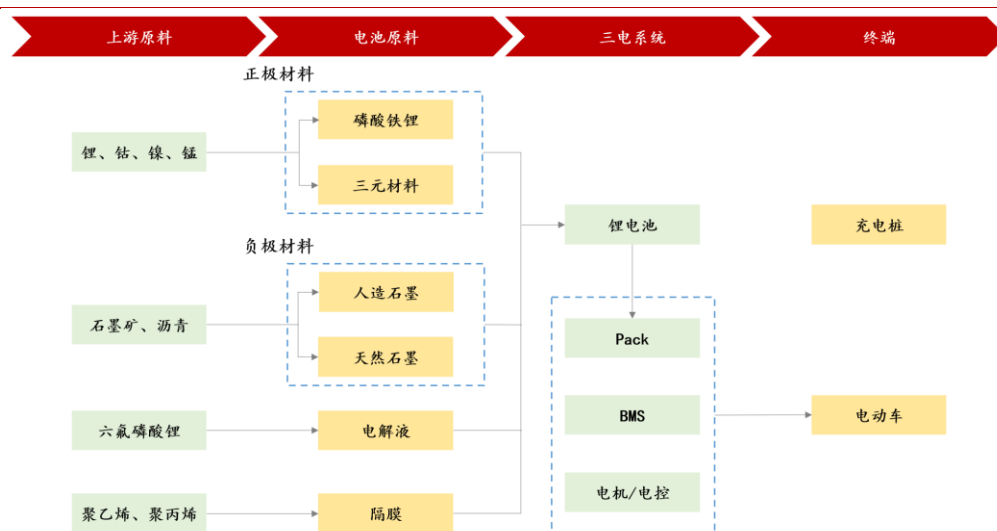 上游原料
电池原料
三电系统
终端
正极材料
磷酸铁锂
锂、钴、镍、锰
三元材料
锂电池
充电桩
负极材料
人造石墨
石墨矿、沥青
天然石墨
Pack
六氟磷酸锂
电解液
BMS
电动车
聚乙烯、聚丙烯
隔膜
电机/电控